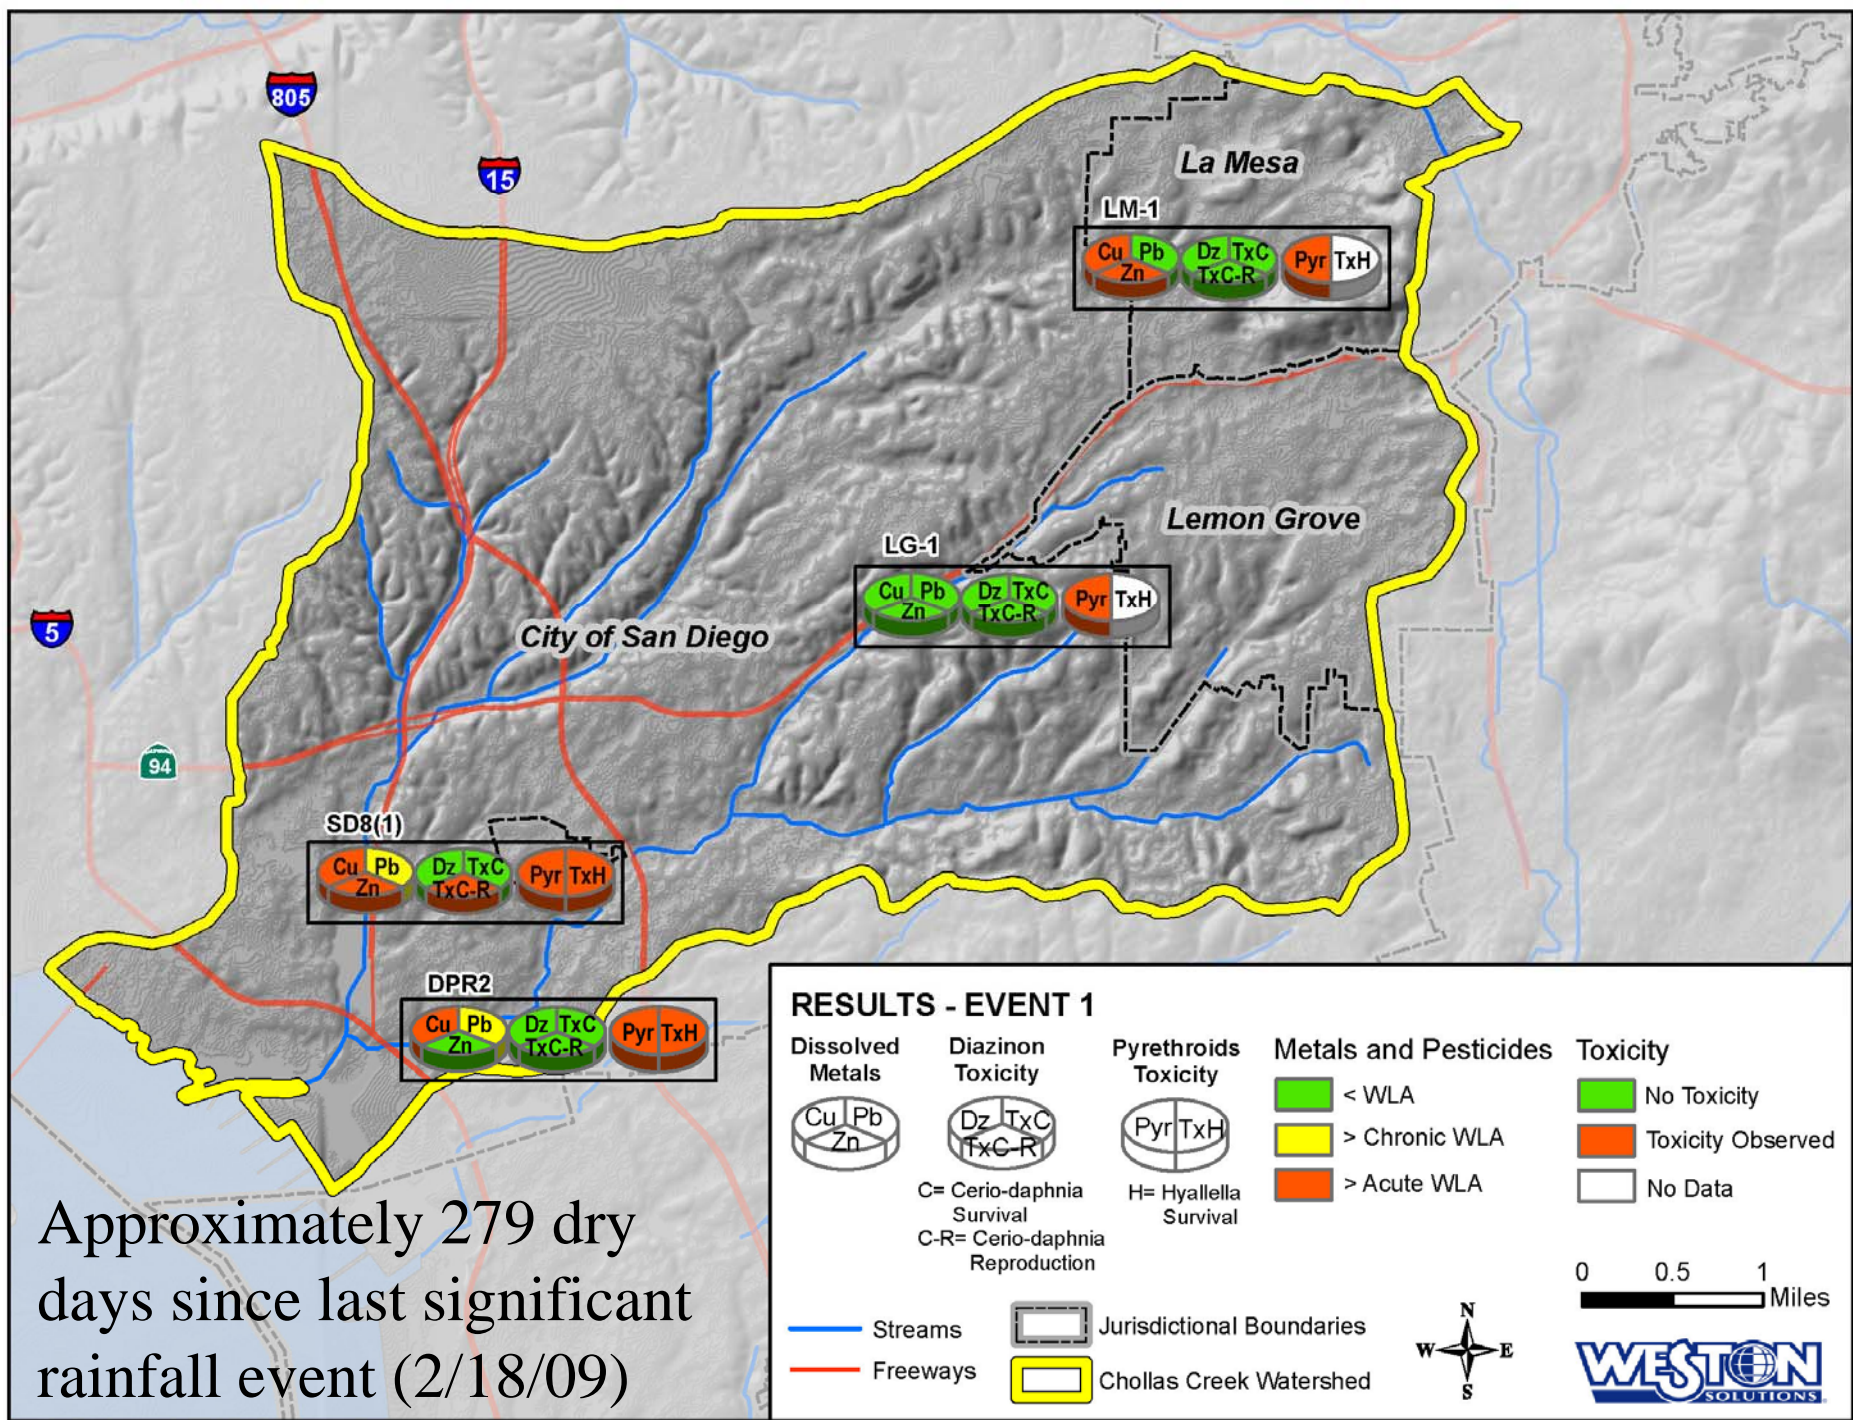 805
15
La Mesa
LM-1
Cu Pb Zn
Dz TxC TxC-R
Pyr TxH
Lemon Grove
LG-1
Cu Pb Zn
Dz TxC TxC-R
Pyr TxH
5
City of San Diego
94
SD8(1)
Cu Pb Zn
Dz TxC TxC-R
Pyr TxH
DPR2
Cu Pb Zn
Dz TxC TxC-R
Pyr TxH
Approximately 279 dry
days since last significant
rainfall event (2/18/09)
RESULTS - EVENT 1
Dissolved
Metals
Cu Pb
Zn
Diazinon
Toxicity
Dz TxC
TxC-R
C= Cerio-daphnia
Survival
C-R= Cerio-daphnia
Reproduction
Pyrethroids
Toxicity
Pyr TxH
H= Hyallella
Survival
Metals and Pesticides
< WLA
> Chronic WLA
> Acute WLA
Toxicity
No Toxicity
Toxicity Observed
No Data
Streams
Freeways
Jurisdictional Boundaries
Chollas Creek Watershed
N
W E
S
0 0.5 1
Miles
WESTON
SOLUTIONS